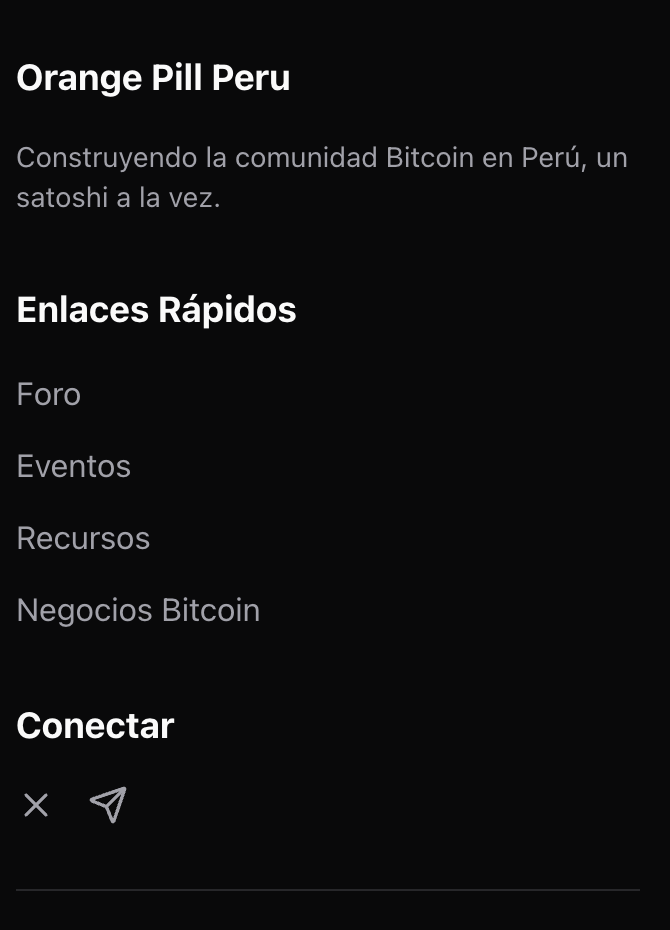 Orange Pill Peru
Construyendo la comunidad Bitcoin en Perú, un
satoshi a la vez.
Enlaces Rápidos
Foro
Eventos
Recursos
Negocios Bitcoin
Conectar